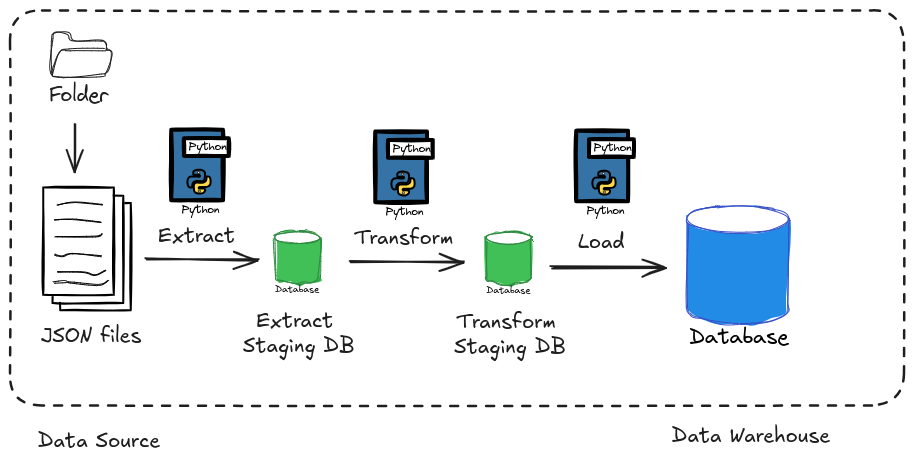 Folder
Python
Python
Extract
Python
Python
Transform
Python
Python
Load
JSON files
Database
Extract
Staging DB
Database
Transform
Staging DB
Database
Data Source
Data Warehouse